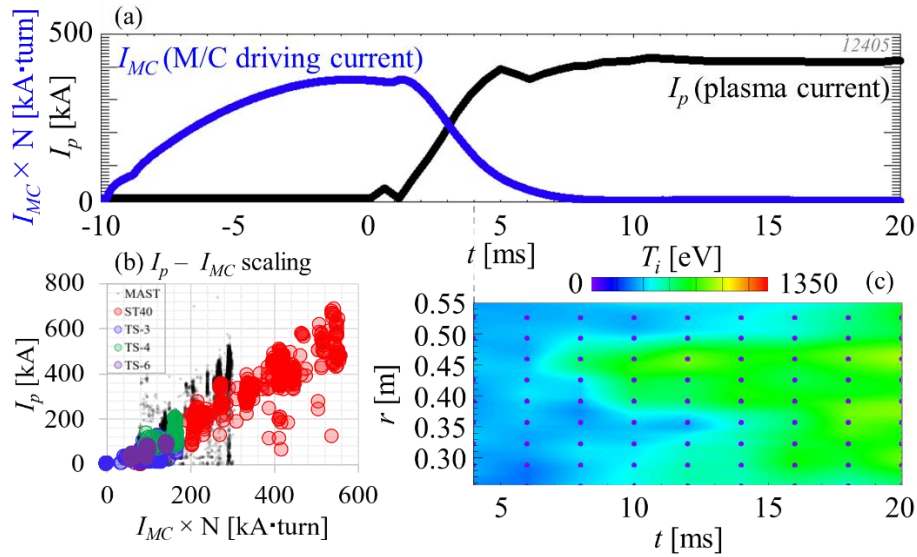 (a)
500
I_MC (M/C driving current)
12405
I_p (plasma current)
I_MC × N [kA·turn]
I_p [kA]
0
-10 -5 0 5 10 15 20
t [ms]
(b) I_p – I_MC scaling
800
600
400
200
0
MAST
ST40
TS-3
TS-4
TS-6
I_p [kA]
0 200 400 600
I_MC × N [kA·turn]
T_i [eV]
0 1350
(c)
0.55
0.50
0.45
0.40
0.35
0.30
r [m]
5 10 15 20
t [ms]